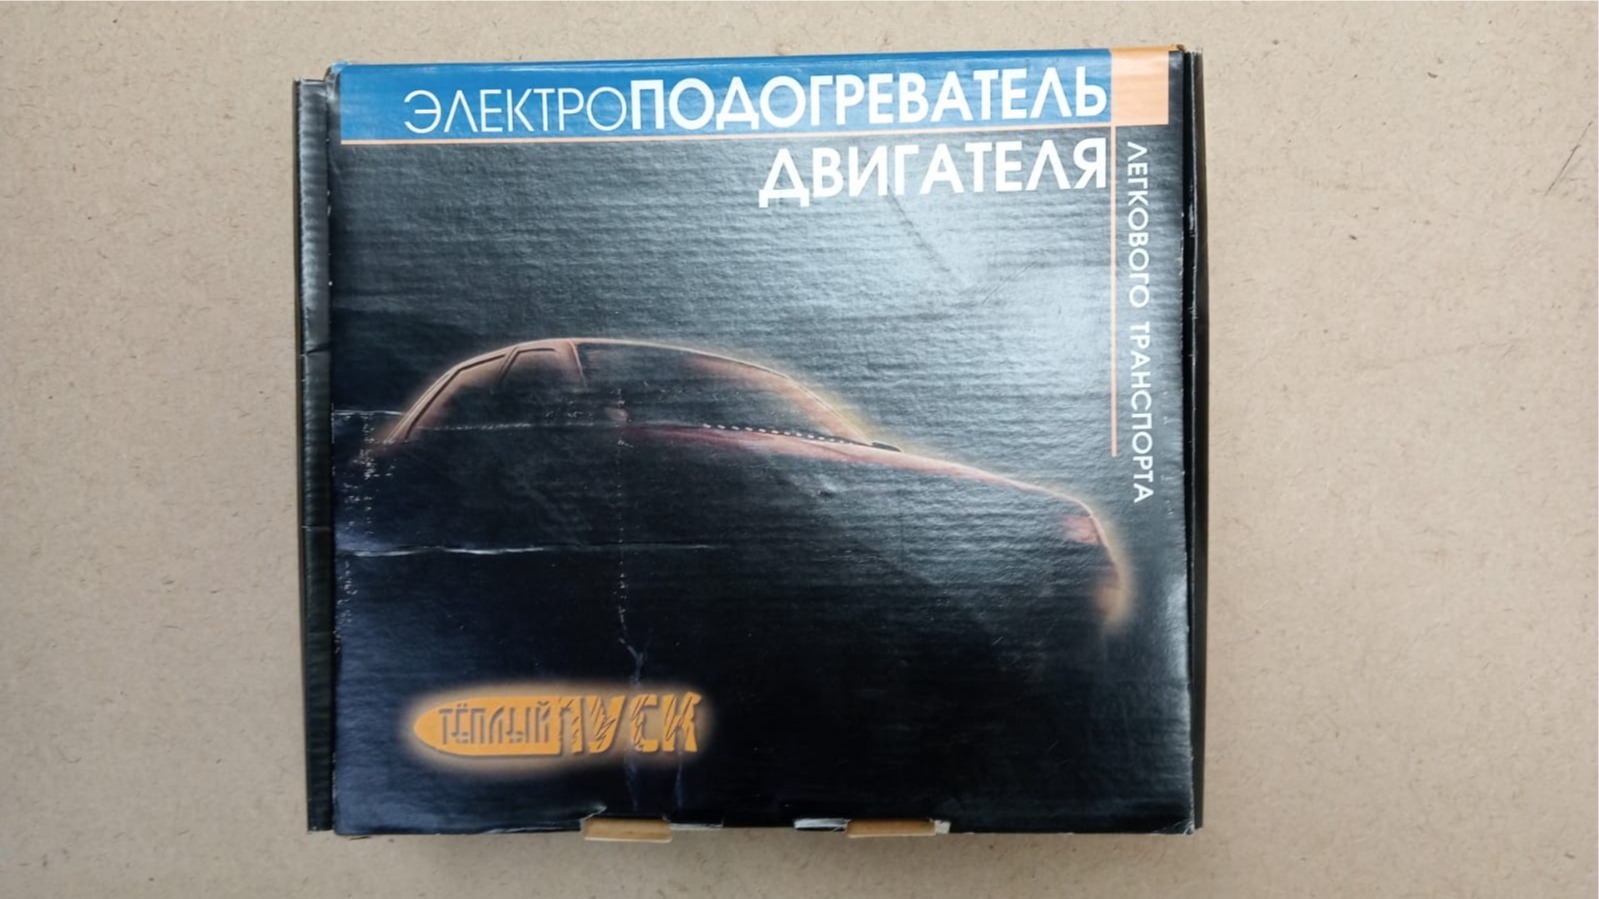 ЭЛЕКТРОПОДОГРЕВАТЕЛЬ
ДВИГАТЕЛЯ
ЛЕГКОВОГО ТРАНСПОРТА
ТЁПЛЫЙ ПУСК